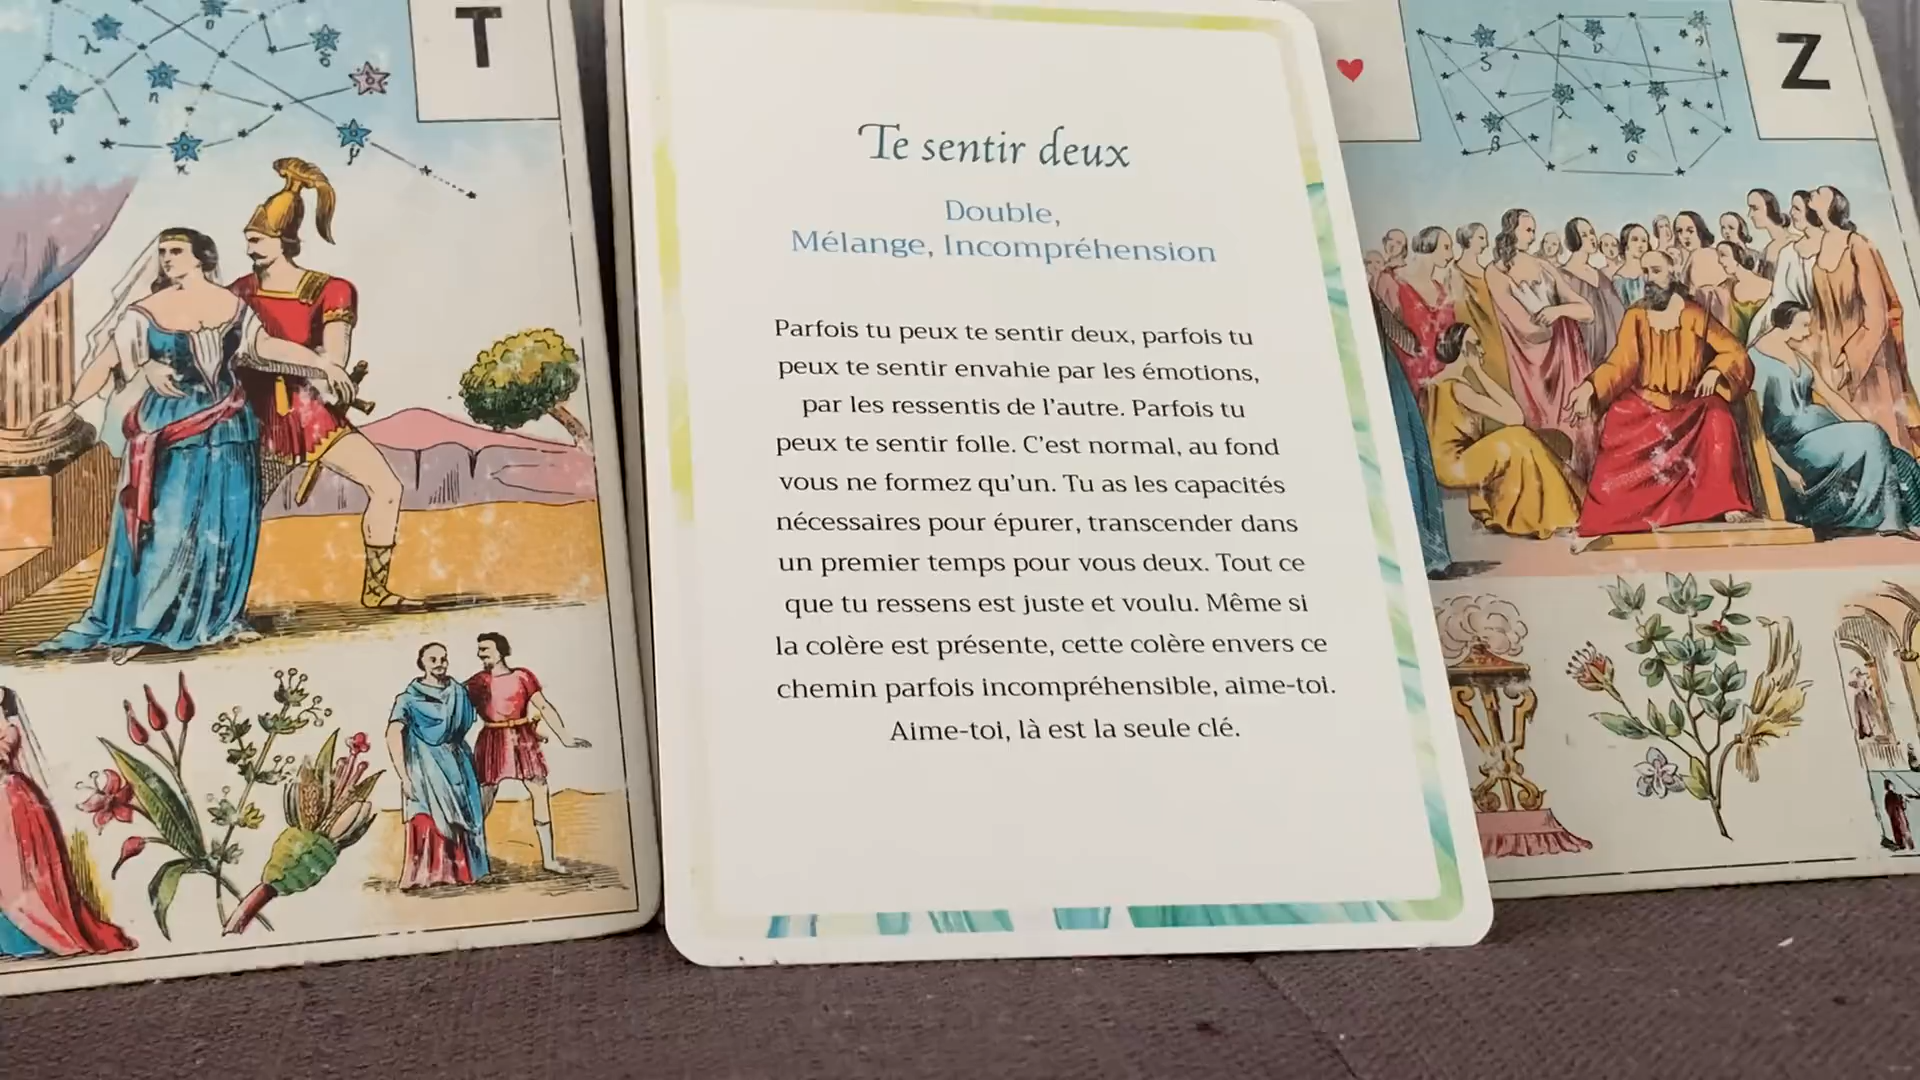 T
Te sentir deux
Double,
Mélange, Incompréhension
Parfois tu peux te sentir deux, parfois tu
peux te sentir envahie par les émotions,
par les ressentis de l'autre. Parfois tu
peux te sentir folle. C'est normal, au fond
vous ne formez qu'un. Tu as les capacités
nécessaires pour épurer, transcender dans
un premier temps pour vous deux. Tout ce
que tu ressens est juste et voulu. Même si
la colère est présente, cette colère envers ce
chemin parfois incompréhensible, aime-toi.
Aime-toi, là est la seule clé.
Z